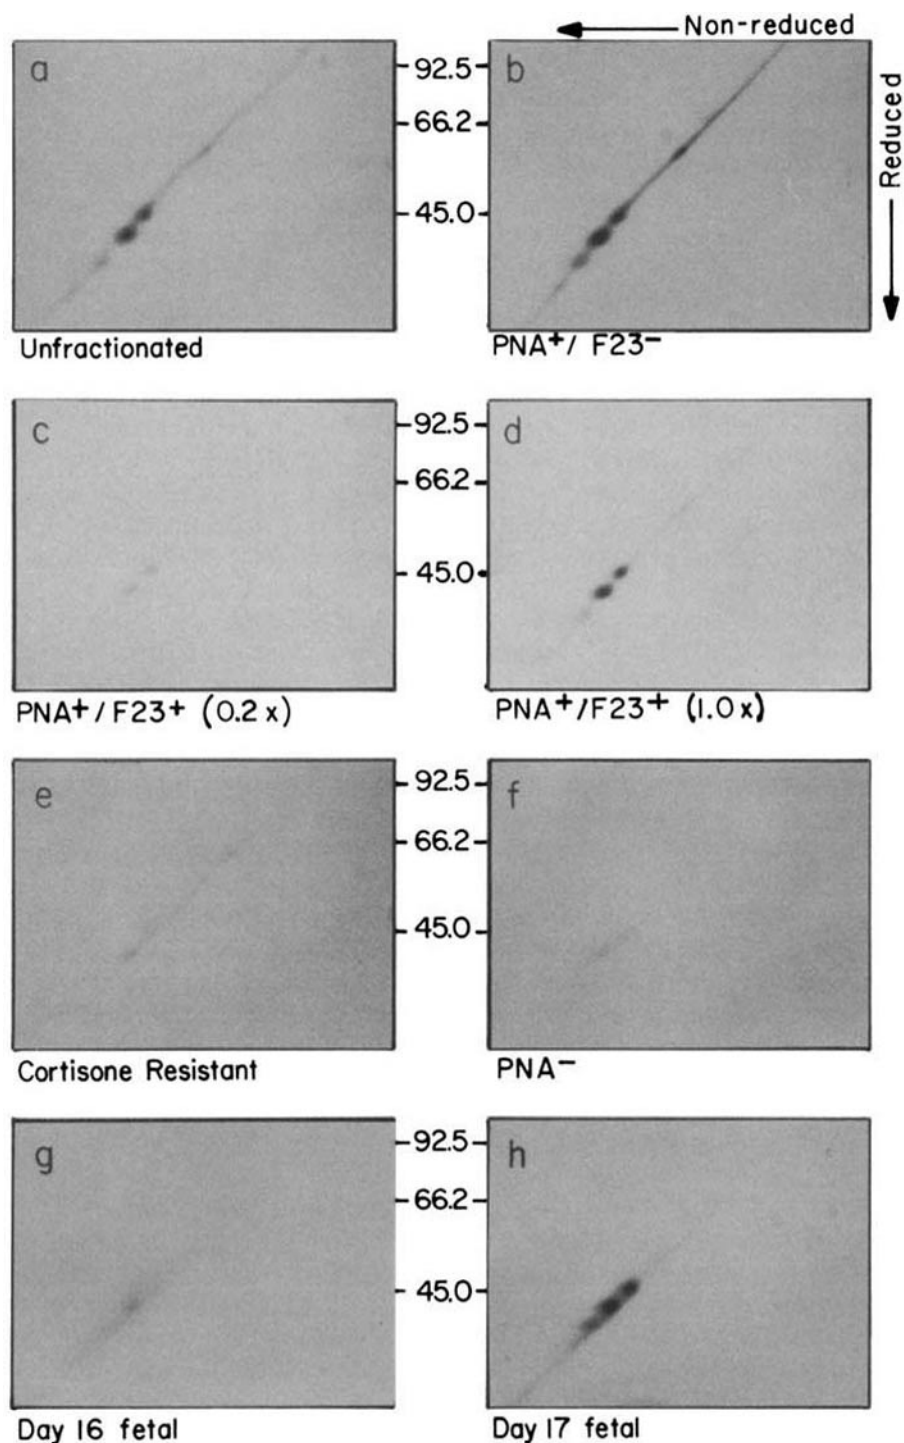 Non-reduced
Reduced
a
92.5
66.2
45.0
b
Unfractionated
PNA+/ F23-
c
92.5
66.2
45.0
d
PNA+/F23+ (0.2x)
PNA+/F23+ (1.0x)
e
92.5
66.2
45.0
f
Cortisone Resistant
PNA-
g
92.5
66.2
45.0
h
Day 16 fetal
Day 17 fetal